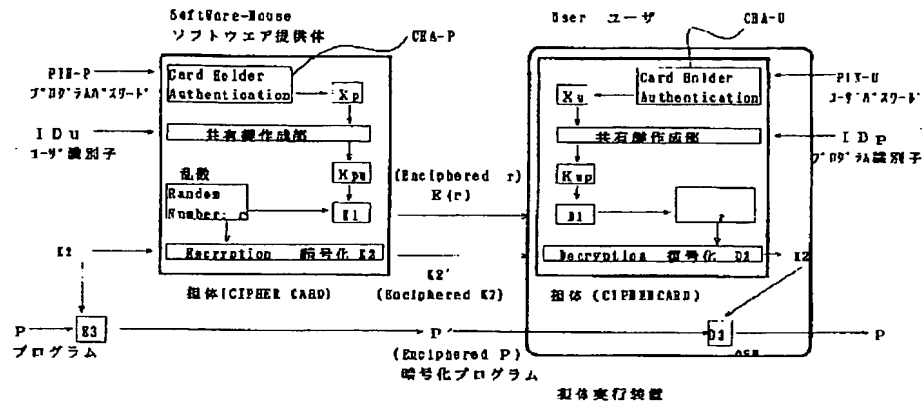 SoftWare-House
ソフトウエア提供体
CHA-P
User ユーザ
CHA-U
PIN-P
プログラムパスワード
Card Holder
Authentication
Xp
Xu
Card Holder
Authentication
PIN-U
ユーザパスワード
IDu
ユーザ識別子
共有鍵作成部
共有鍵作成部
IDp
プログラム識別子
Kpu
Kup
乱数
Random
Number: r
E1
(Enciphered r)
E(r)
D1
r
K2
Encryption 暗号化 E2
Decryption 復号化 D2
K2
担体(CIPHER CARD)
K2'
(Enciphered K2)
担体 (CIPHERCARD)
P
E3
P'
D3
P
プログラム
(Enciphered P)
暗号化プログラム
担体実行装置